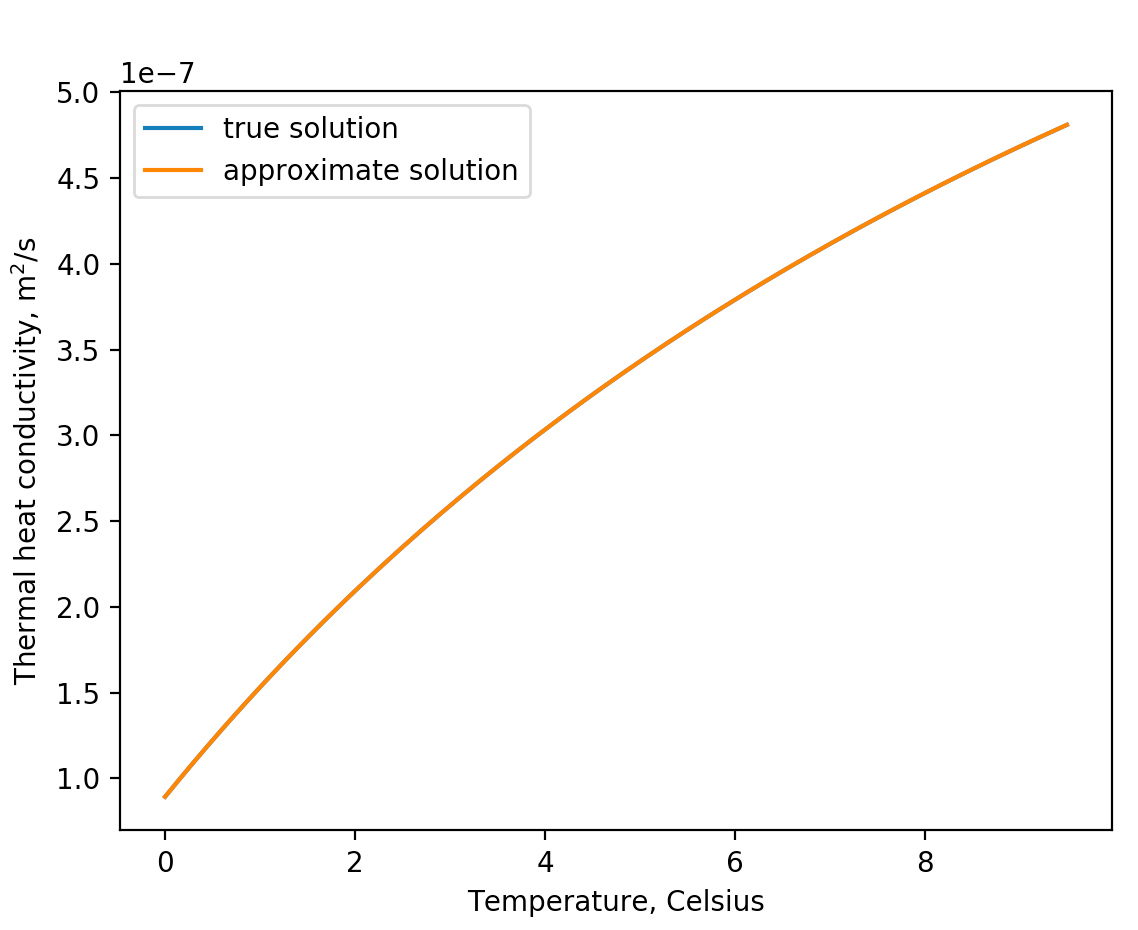 1e−7
5.0
4.5
4.0
3.5
3.0
2.5
2.0
1.5
1.0
true solution
approximate solution
Thermal heat conductivity, m²/s
0 2 4 6 8
Temperature, Celsius